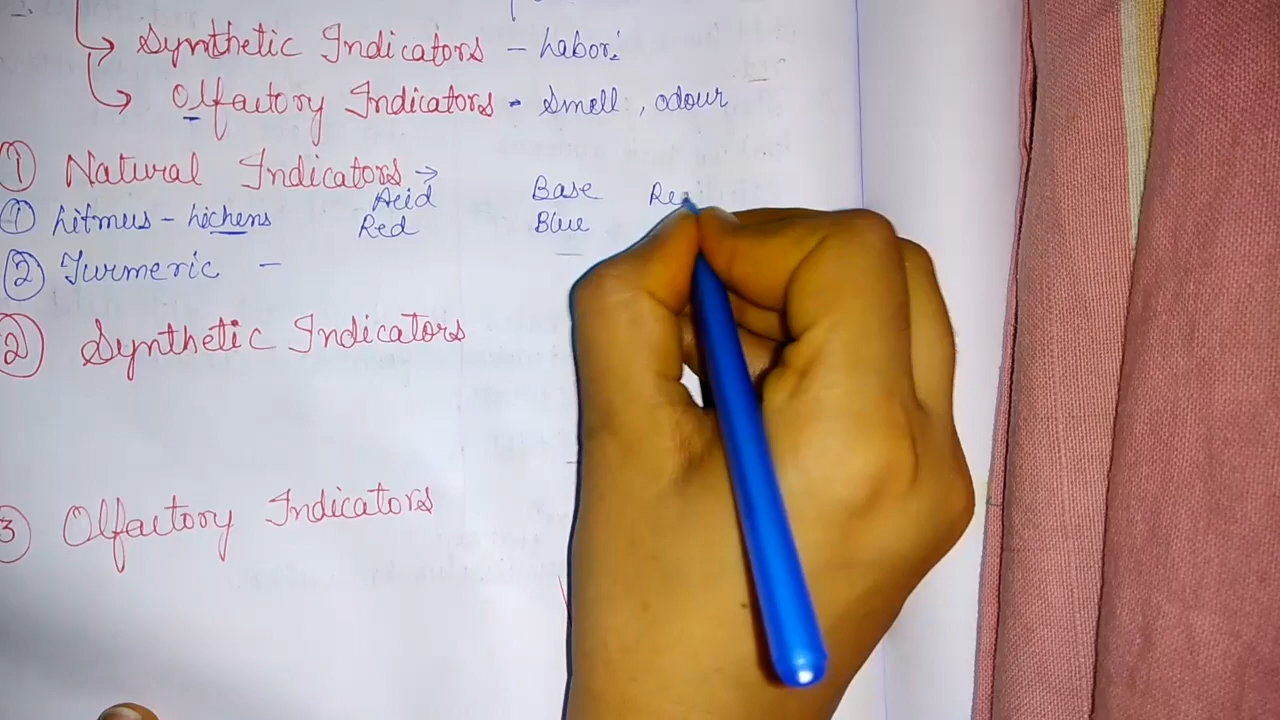 Synthetic Indicators - Labor
Olfactory Indicators - Smell, odour
① Natural Indicators →
Acid Base Re
① Litmus - Lichens Red Blue
② Turmeric -
② Synthetic Indicators
③ Olfactory Indicators